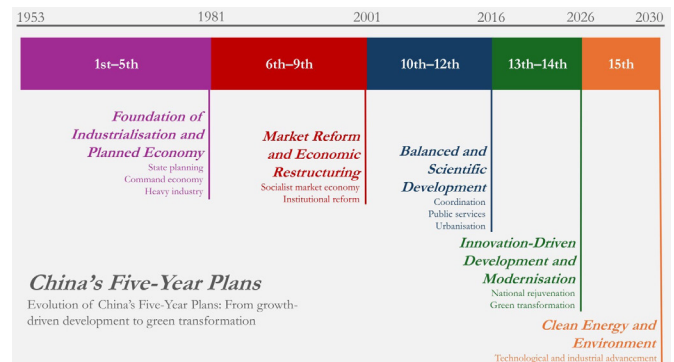 1953 1981 2001 2016 2026 2030
1st–5th 6th–9th 10th–12th 13th–14th 15th
Foundation of
Industrialisation and
Planned Economy
State planning
Command economy
Heavy industry
Market Reform
and Economic
Restructuring
Socialist market economy
Institutional reform
Balanced and
Scientific
Development
Coordination
Public services
Urbanisation
Innovation-Driven
Development and
Modernisation
National rejuvenation
Green transformation
China's Five-Year Plans
Evolution of China's Five-Year Plans: From growth-
driven development to green transformation
Clean Energy and
Environment
Technological and industrial advancement